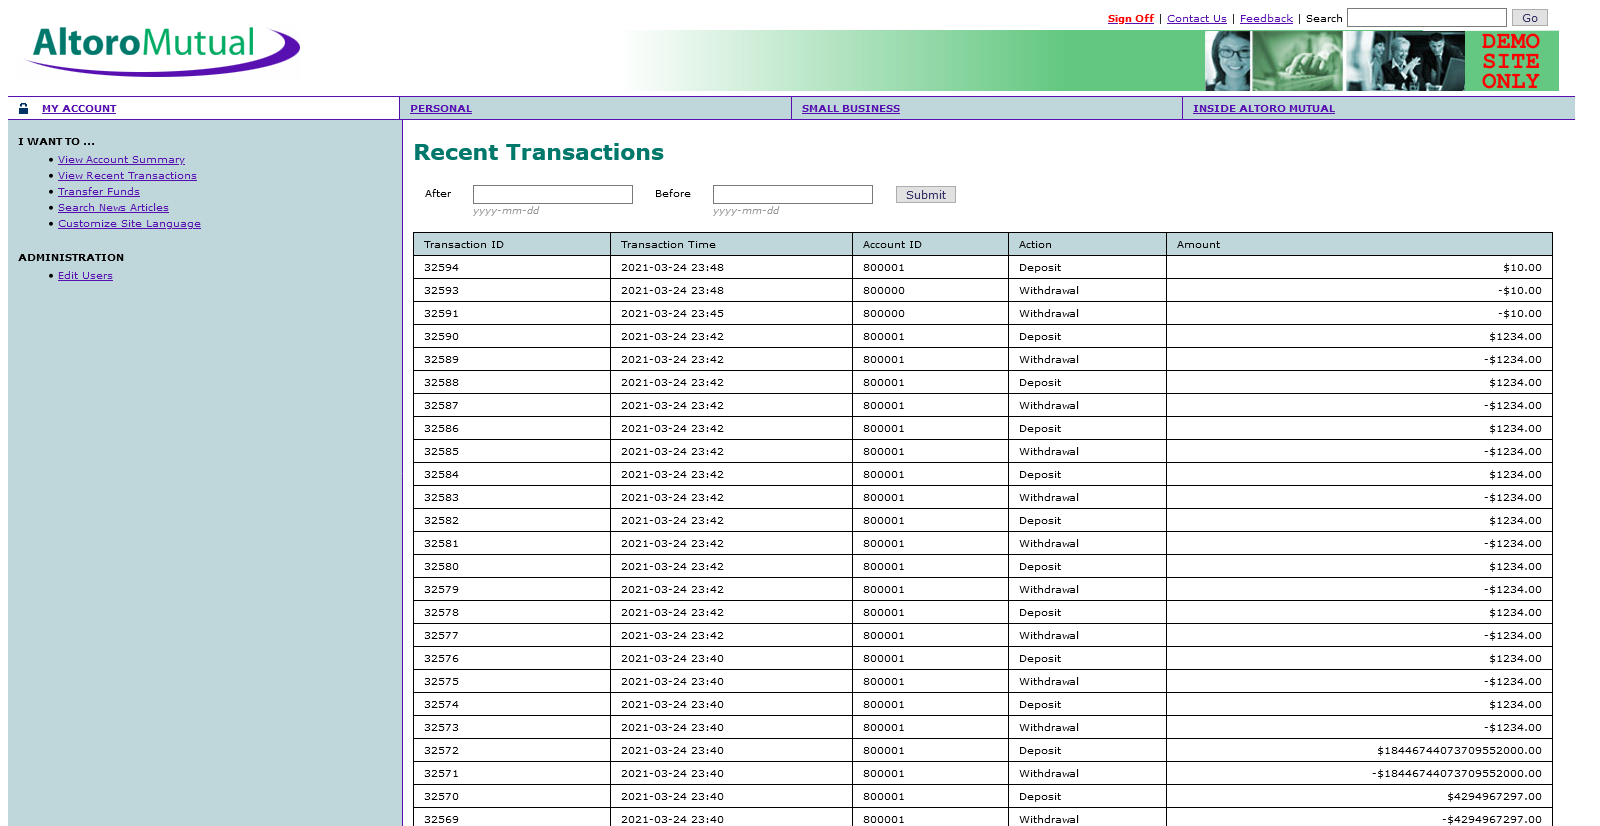 Sign Off | Contact Us | Feedback | Search Go
AltoroMutual
DEMO
SITE
ONLY
MY ACCOUNT PERSONAL SMALL BUSINESS INSIDE ALTORO MUTUAL
I WANT TO ...
• View Account Summary
• View Recent Transactions
• Transfer Funds
• Search News Articles
• Customize Site Language
ADMINISTRATION
• Edit Users
Recent Transactions
After Before Submit
yyyy-mm-dd yyyy-mm-dd
Transaction ID Transaction Time Account ID Action Amount
32594 2021-03-24 23:48 800001 Deposit $10.00
32593 2021-03-24 23:48 800000 Withdrawal -$10.00
32591 2021-03-24 23:45 800000 Withdrawal -$10.00
32590 2021-03-24 23:42 800001 Deposit $1234.00
32589 2021-03-24 23:42 800001 Withdrawal -$1234.00
32588 2021-03-24 23:42 800001 Deposit $1234.00
32587 2021-03-24 23:42 800001 Withdrawal -$1234.00
32586 2021-03-24 23:42 800001 Deposit $1234.00
32585 2021-03-24 23:42 800001 Withdrawal -$1234.00
32584 2021-03-24 23:42 800001 Deposit $1234.00
32583 2021-03-24 23:42 800001 Withdrawal -$1234.00
32582 2021-03-24 23:42 800001 Deposit $1234.00
32581 2021-03-24 23:42 800001 Withdrawal -$1234.00
32580 2021-03-24 23:42 800001 Deposit $1234.00
32579 2021-03-24 23:42 800001 Withdrawal -$1234.00
32578 2021-03-24 23:42 800001 Deposit $1234.00
32577 2021-03-24 23:42 800001 Withdrawal -$1234.00
32576 2021-03-24 23:40 800001 Deposit $1234.00
32575 2021-03-24 23:40 800001 Withdrawal -$1234.00
32574 2021-03-24 23:40 800001 Deposit $1234.00
32573 2021-03-24 23:40 800001 Withdrawal -$1234.00
32572 2021-03-24 23:40 800001 Deposit $18446744073709552000.00
32571 2021-03-24 23:40 800001 Withdrawal -$18446744073709552000.00
32570 2021-03-24 23:40 800001 Deposit $4294967297.00
32569 2021-03-24 23:40 800001 Withdrawal -$4294967297.00